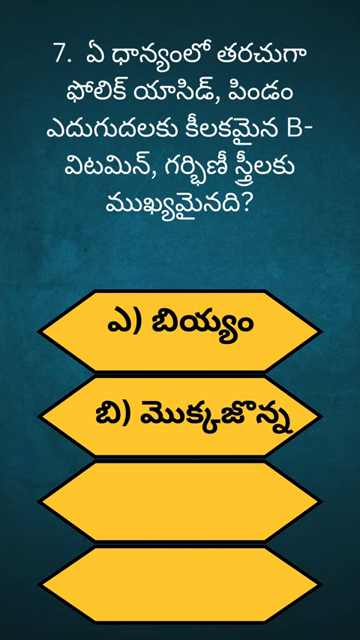 7. ఏ ధాన్యంలో తరచుగా
ఫోలిక్ యాసిడ్, పిండం
ఎదుగుదలకు కీలకమైన B-
విటమిన్, గర్భిణీ స్త్రీలకు
ముఖ్యమైనది?
ఎ) బియ్యం
బి) మొక్కజొన్న